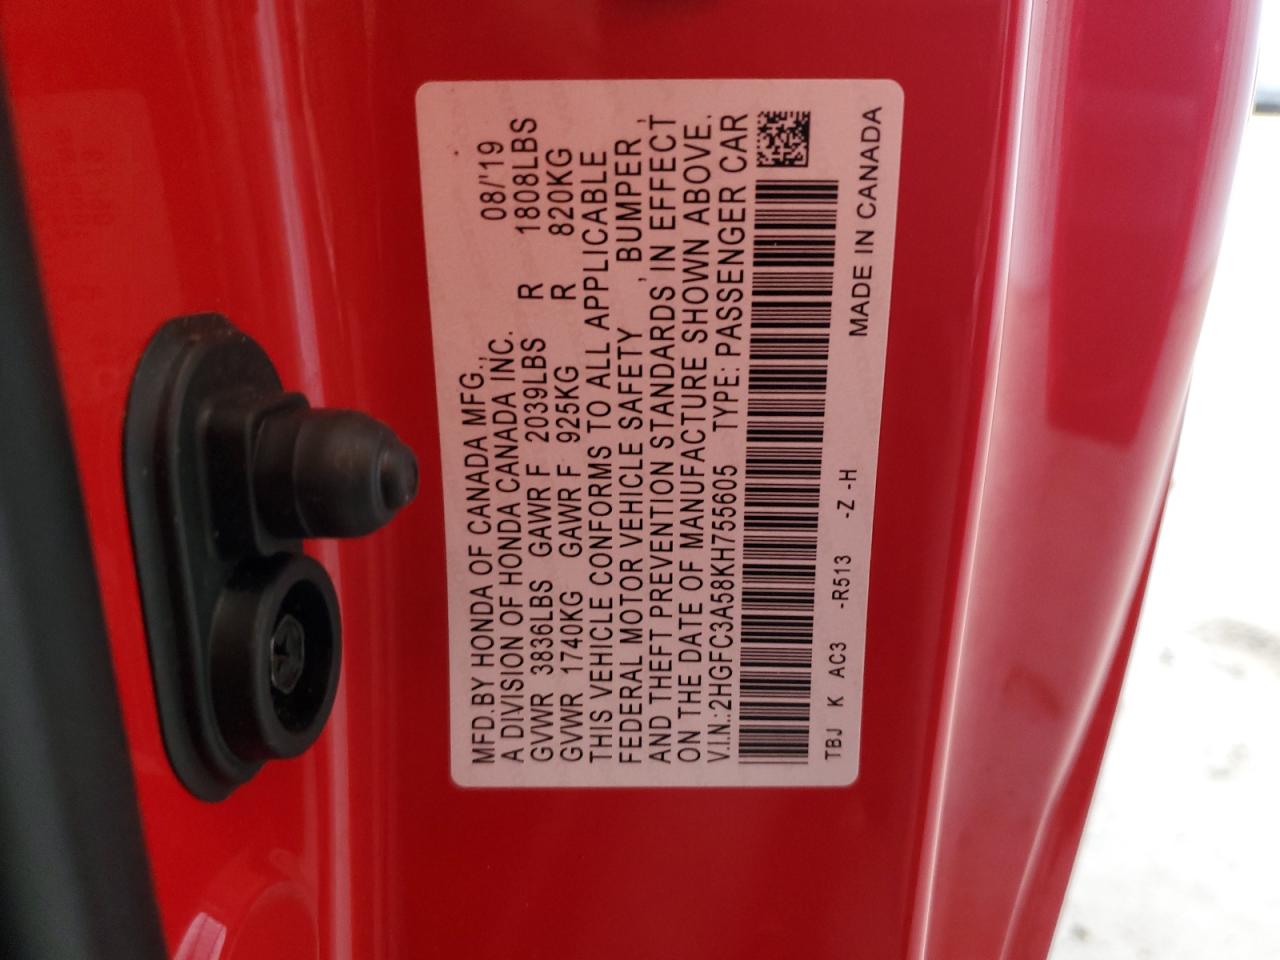 MFD. BY HONDA OF CANADA MFG., 08/'19
A DIVISION OF HONDA CANADA INC.
GVWR 3836LBS GAWR F 2039LBS R 1808LBS
GVWR 1740KG GAWR F 925KG R 820KG
THIS VEHICLE CONFORMS TO ALL APPLICABLE
FEDERAL MOTOR VEHICLE SAFETY , BUMPER ,
AND THEFT PREVENTION STANDARDS IN EFFECT
ON THE DATE OF MANUFACTURE SHOWN ABOVE.
V.I.N.:2HGFC3A58KH755605 TYPE: PASSENGER CAR
TBJ K AC3 -R513 -Z -H
MADE IN CANADA